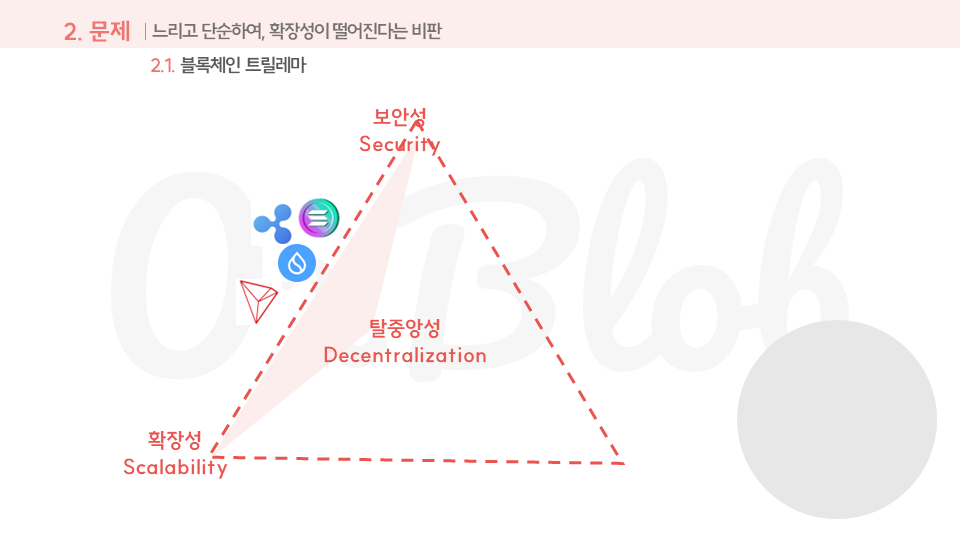 2. 문제 | 느리고 단순하여, 확장성이 떨어진다는 비판
2.1. 블록체인 트릴레마
보안성
Security
탈중앙성
Decentralization
확장성
Scalability